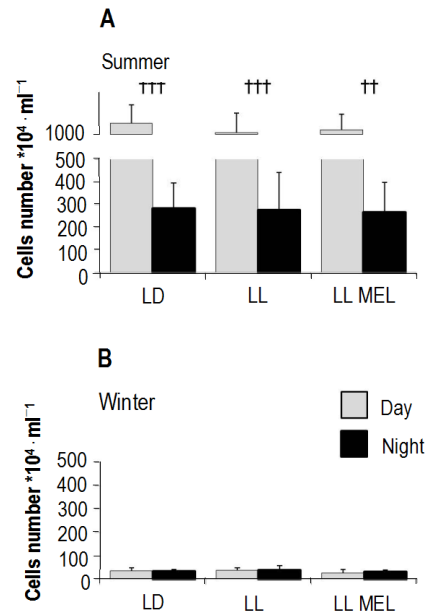 A
Summer
††† ††† ††
Cells number *10⁴ · ml⁻¹
1000
500
400
300
200
100
0
LD LL LL MEL
B
Winter
Day
Night
Cells number *10⁴ · ml⁻¹
500
400
300
200
100
0
LD LL LL MEL